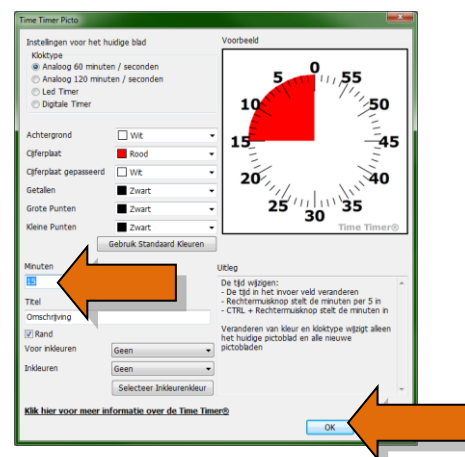 Time Timer Picto
Instellingen voor het huidige blad
Kloktype
Analoog 60 minuten / seconden
Analoog 120 minuten / seconden
Led Timer
Digitale Timer
Achtergrond Wit
Cijferplaat Rood
Cijferplaat gepasseerd Wit
Getallen Zwart
Grote Punten Zwart
Kleine Punten Zwart
Gebruik Standaard Kleuren
Minuten
15
Titel
Omschrijving
Rand
Voor inkleuren Geen
Inkleuren Geen
Selecteer Inkleurenkleur
Klik hier voor meer informatie over de Time Timer®
Voorbeeld
0
5 55
10 50
15 45
20 40
25 35
30
Time Timer®
Uitleg
De tijd wijzigen:
- De tijd in het invoer veld veranderen
- Rechtermuisknop stelt de minuten per 5 in
- CTRL + Rechtermuisknop stelt de minuten in
Veranderen van kleur en kloktype wijzigt alleen
het huidige pictoblad en alle nieuwe
pictobladen
OK